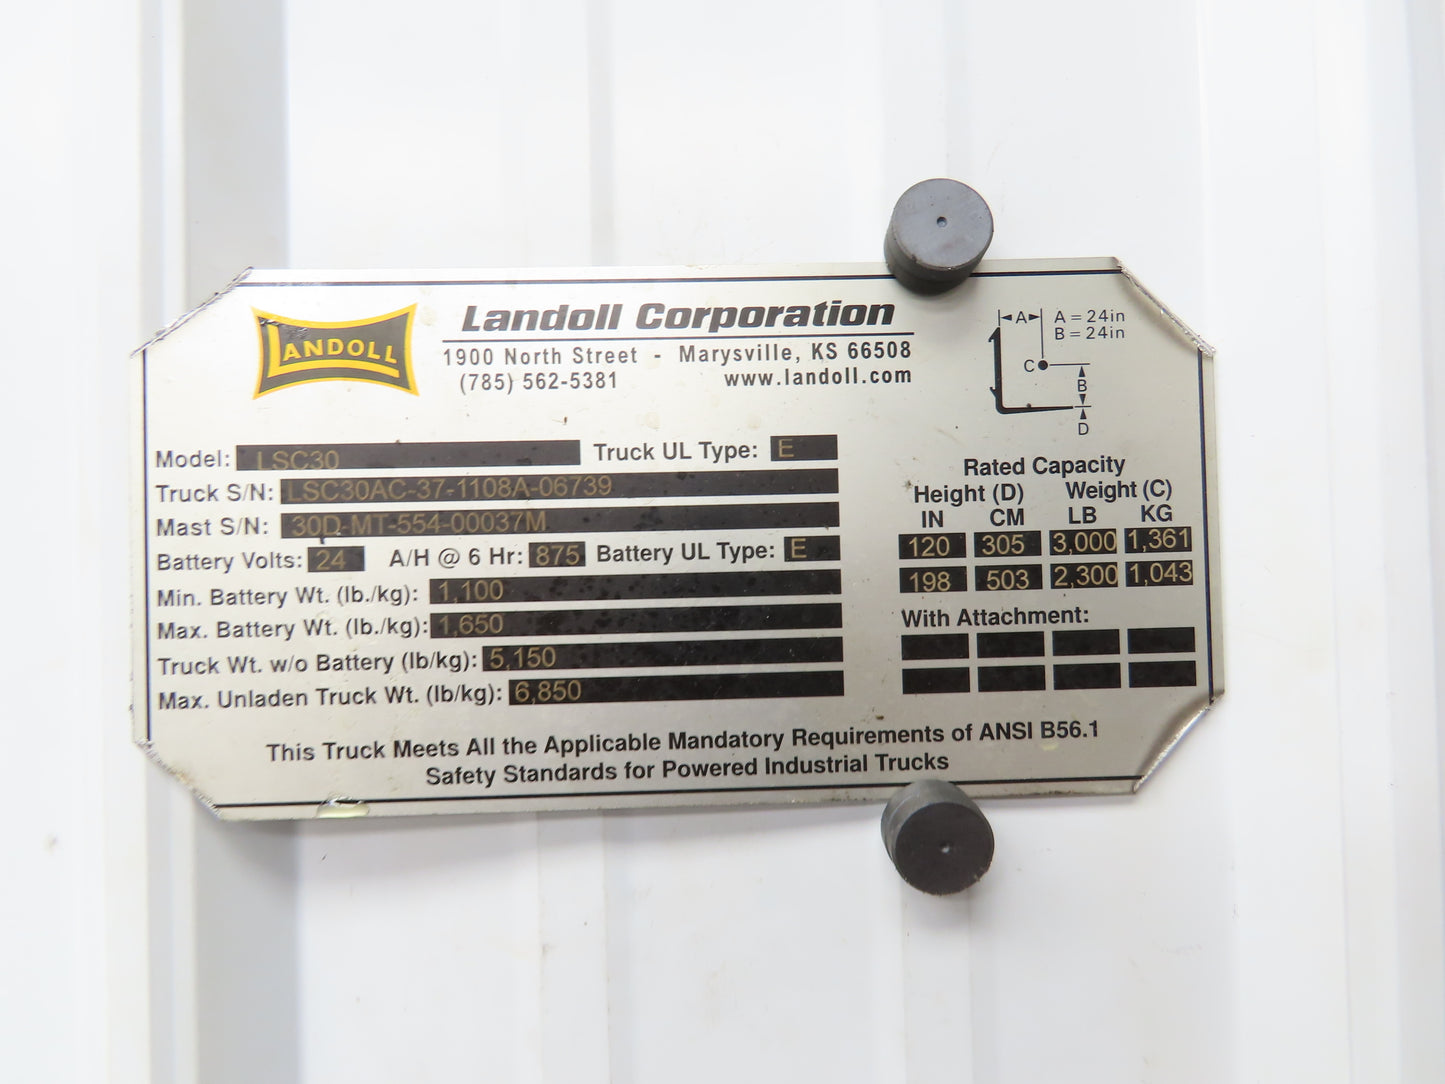 LANDOLL
Landoll Corporation
1900 North Street - Marysville, KS 66508
(785) 562-5381 www.landoll.com
A A = 24in
B = 24in
C
B
D
Model: LSC30 Truck UL Type: E
Truck S/N: LSC30AC-37-1108A-06739
Mast S/N: 30D-MT-554-00037M
Battery Volts: 24 A/H @ 6 Hr: 875 Battery UL Type: E
Min. Battery Wt. (lb./kg): 1,100
Max. Battery Wt. (lb./kg): 1,650
Truck Wt. w/o Battery (lb/kg): 5,150
Max. Unladen Truck Wt. (lb/kg): 6,850
Rated Capacity
Height (D) Weight (C)
IN CM LB KG
120 305 3,000 1,361
198 503 2,300 1,043
With Attachment:
This Truck Meets All the Applicable Mandatory Requirements of ANSI B56.1
Safety Standards for Powered Industrial Trucks